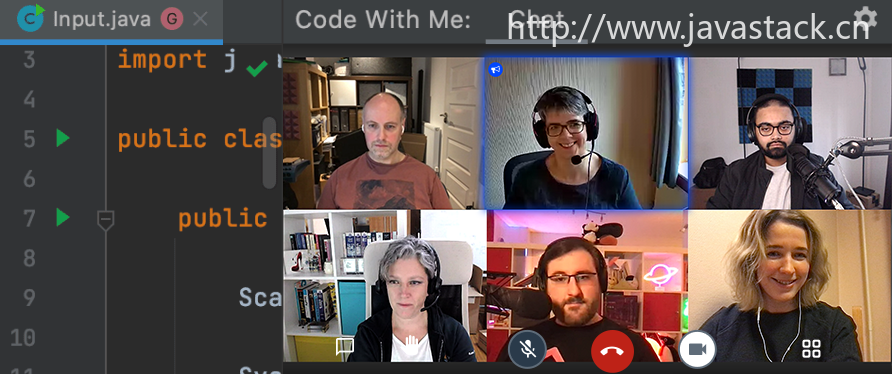 Input.java G
Code With Me:
Chat
http://www.javastack.cn
3 import j
4
5 public clas
6
7 public
8
9 Sca
10